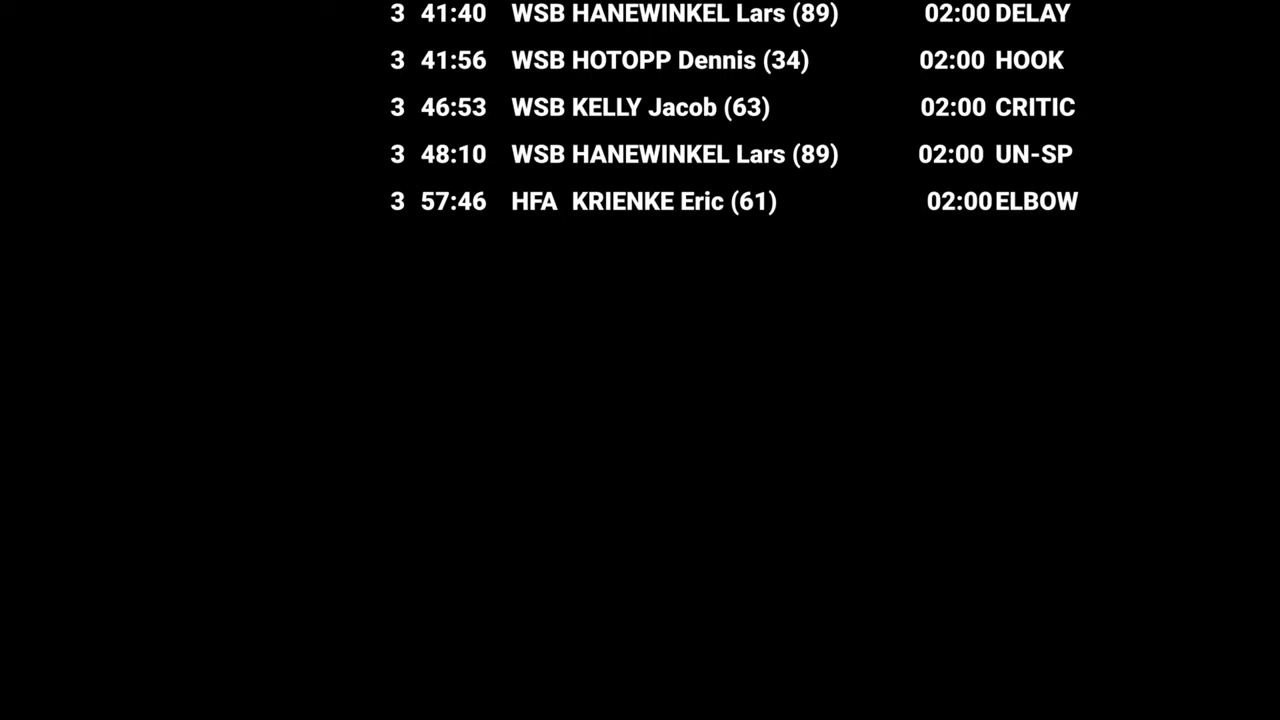 3 41:40 WSB HANEWINKEL Lars (89) 02:00 DELAY
3 41:56 WSB HOTOPP Dennis (34) 02:00 HOOK
3 46:53 WSB KELLY Jacob (63) 02:00 CRITIC
3 48:10 WSB HANEWINKEL Lars (89) 02:00 UN-SP
3 57:46 HFA KRIENKE Eric (61) 02:00 ELBOW